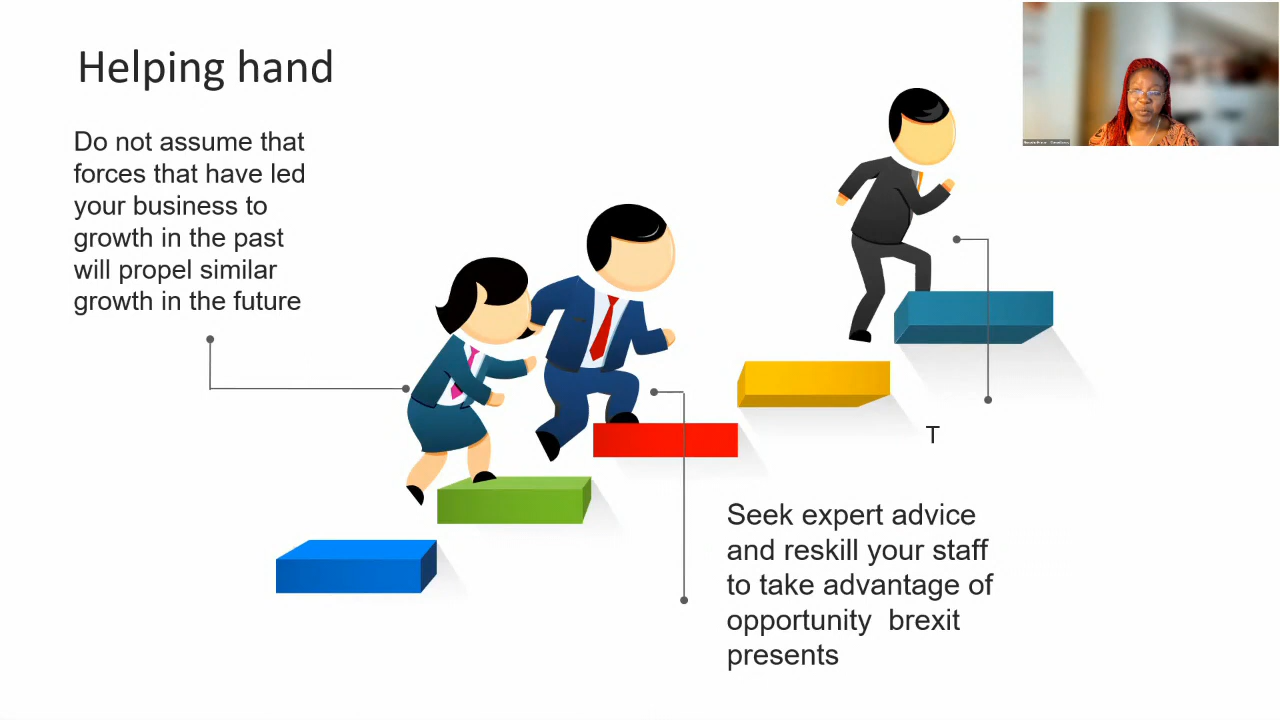 Helping hand
Do not assume that
forces that have led
your business to
growth in the past
will propel similar
growth in the future
T
Seek expert advice
and reskill your staff
to take advantage of
opportunity  brexit
presents